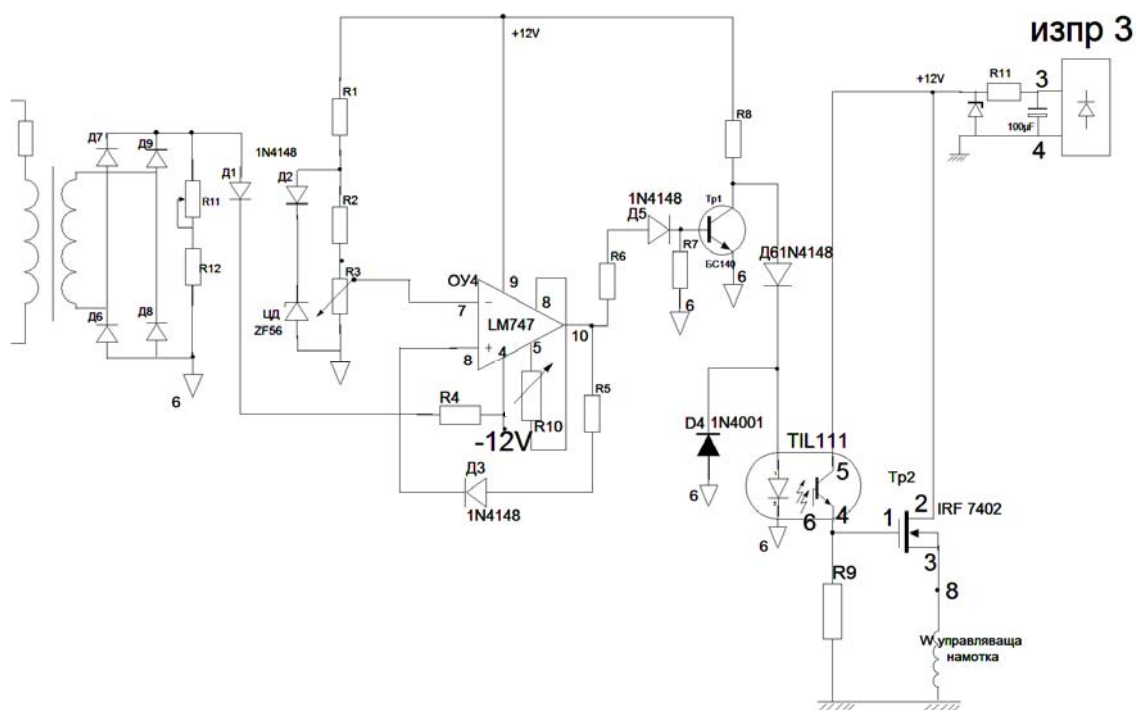 изпр 3
+12V
+12V
R11
3
100µF
4
R1
R8
Д7
Д9
1N4148
Д1
Д2
R11
R2
R12
R3
Д6
Д8
6
ЦД
ZF56
ОУ4
9
7
−
8
LM747
+
8
4
5
10
R10
R4
-12V
Д3
1N4148
R5
R6
1N4148
Д5
R7
6
Тр1
БС140
6
Д61N4148
D4 1N4001
6
TIL111
5
6
4
6
Тр2
1
2
IRF 7402
3
8
R9
W управляваща
намотка